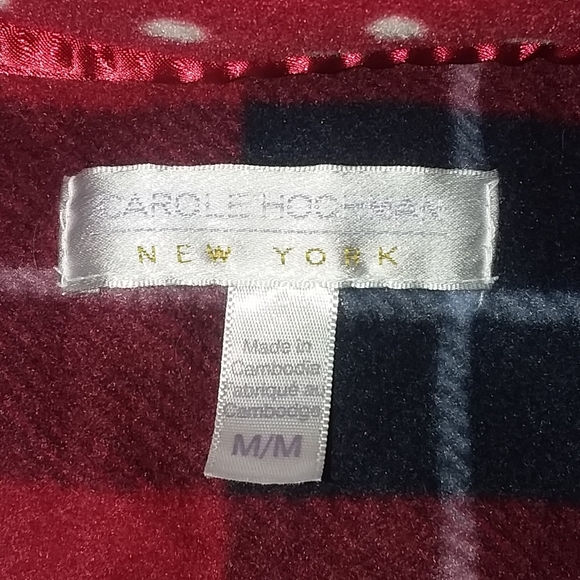 CAROLE HOCHMAN
NEW YORK
Made in
Cambodia
Fabriqué au
Cambodge
M/M